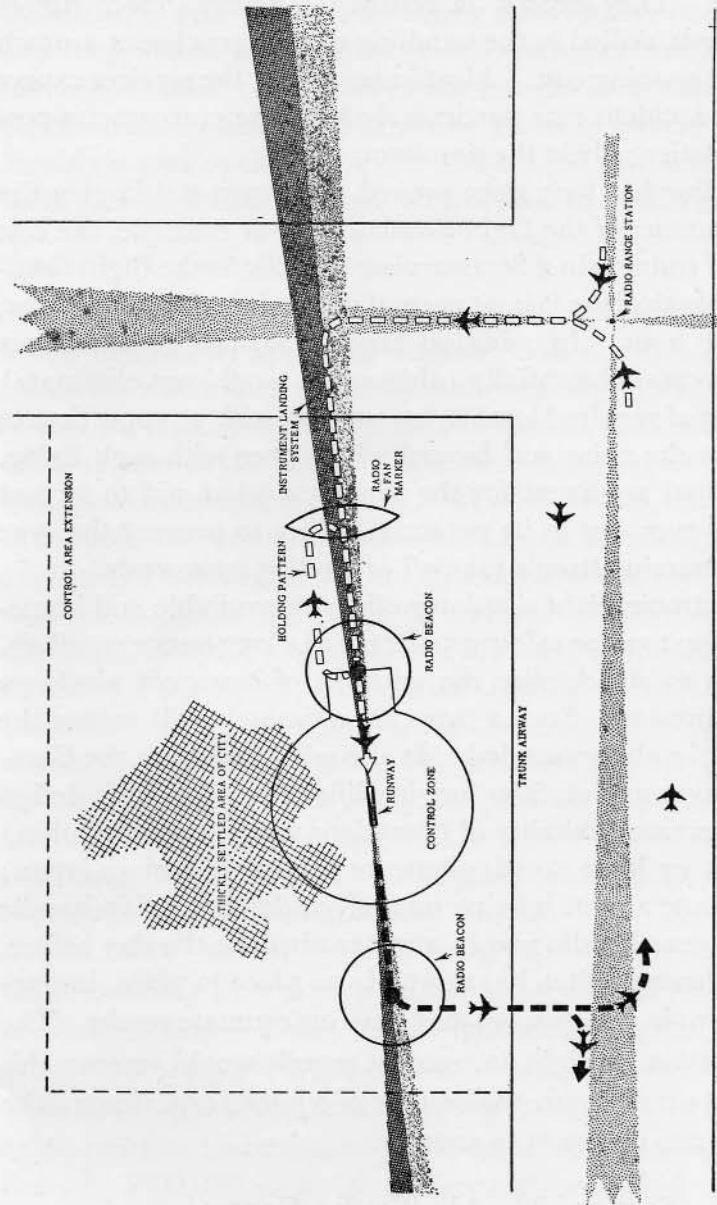 CONTROL AREA EXTENSION
THICKLY SETTLED AREA OF CITY
HOLDING PATTERN
INSTRUMENT LANDING
SYSTEM
RADIO
FAN
MARKER
RADIO BEACON
RUNWAY
CONTROL ZONE
RADIO BEACON
TRUNK AIRWAY
RADIO RANGE STATION